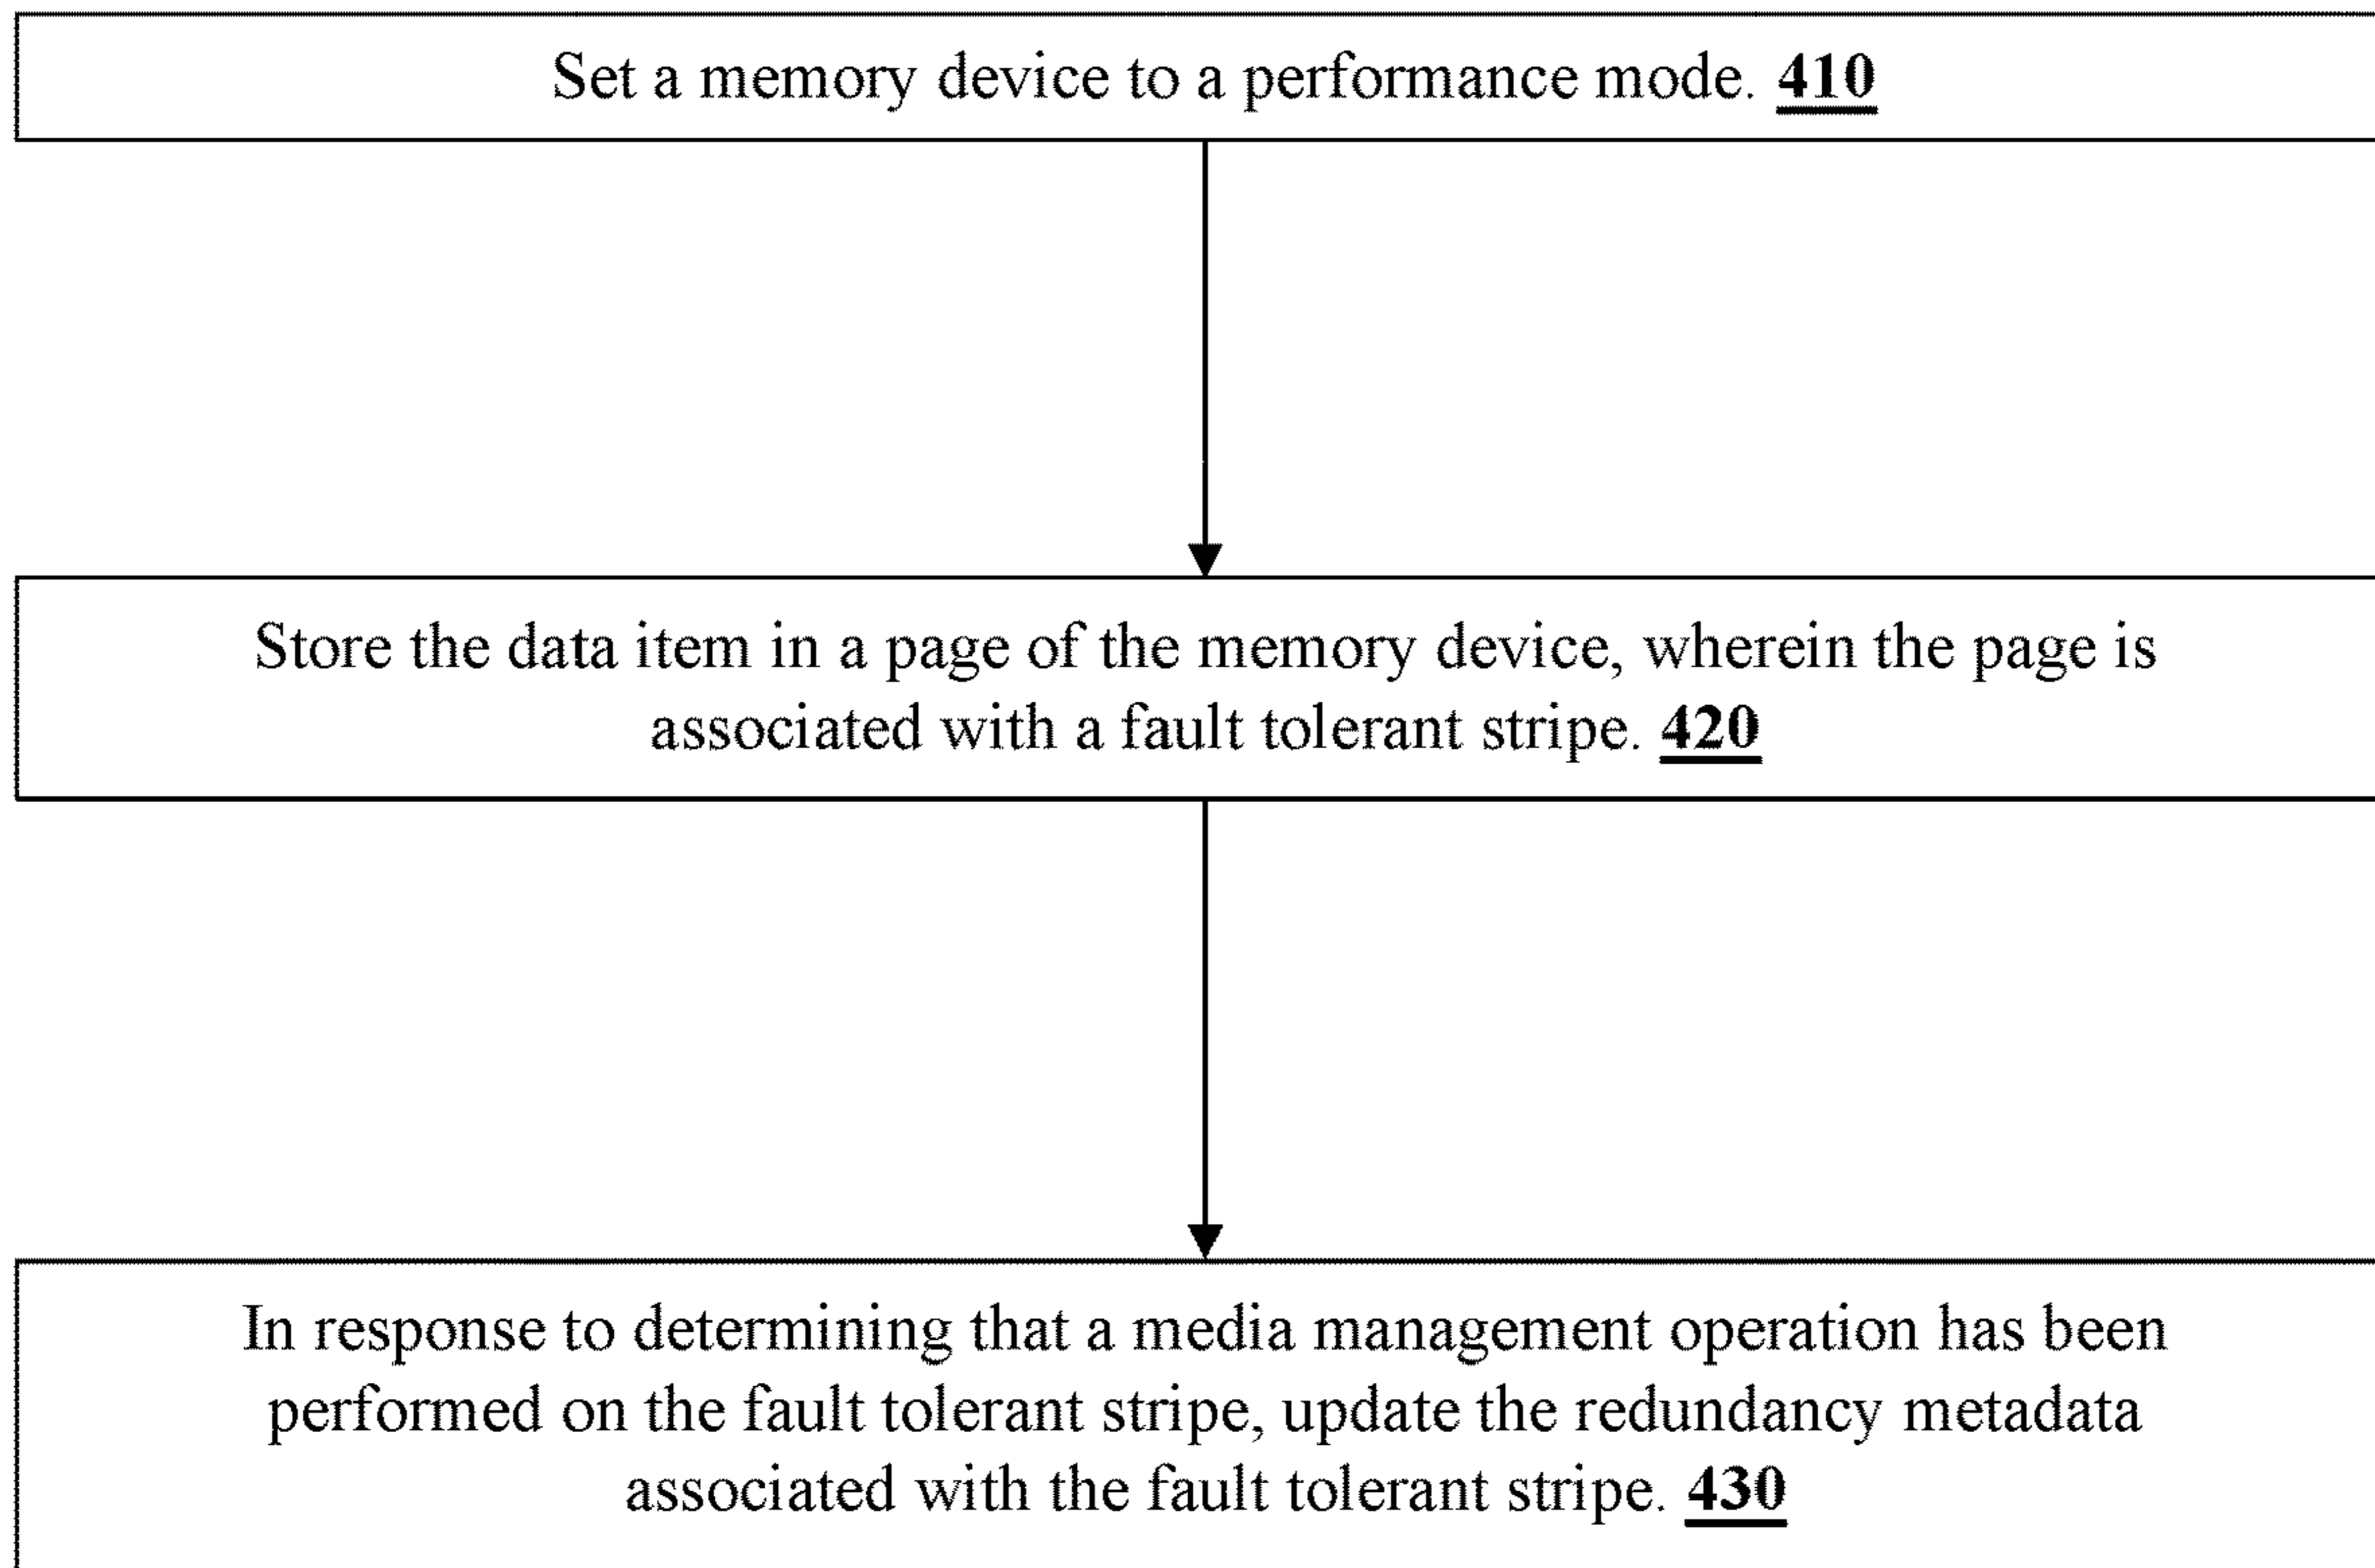 Set a memory device to a performance mode. 410
Store the data item in a page of the memory device, wherein the page is
associated with a fault tolerant stripe. 420
In response to determining that a media management operation has been
performed on the fault tolerant stripe, update the redundancy metadata
associated with the fault tolerant stripe. 430